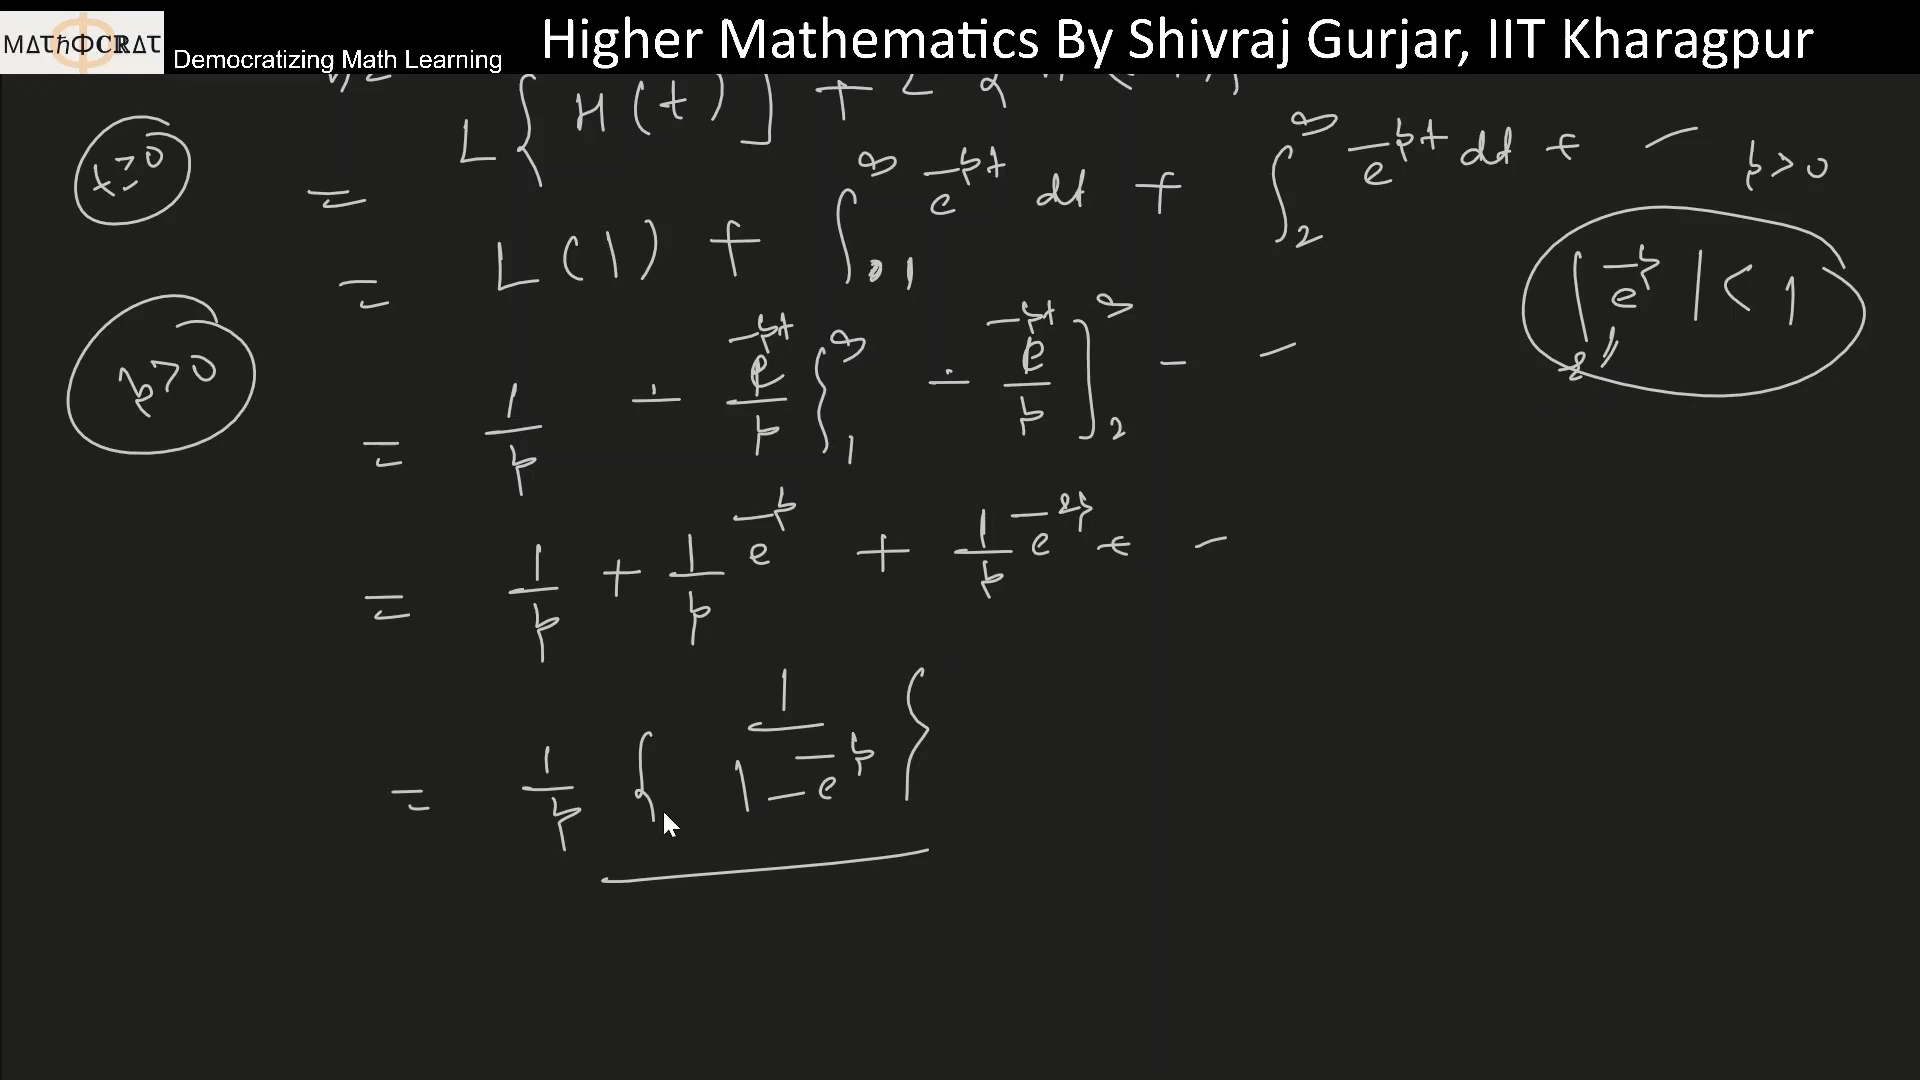 MΔTℏΦCℝΔT Democratizing Math Learning Higher Mathematics By Shivraj Gurjar, IIT Kharagpur
L{H(t)] +
t≥0
= L(1) + ∫₁^∞ e^{-pt} dt + ∫₂^∞ e^{-pt} dt + -
p>0
|e^{-p}| < 1
p>0
= 1/p - e^{-pt}/p }₁^∞ - e^{-pt}/p ]₂^∞ - -
= 1/p + 1/p e^{-p} + 1/p e^{-2p} + -
= 1/p { 1/(1-e^{-p}) }